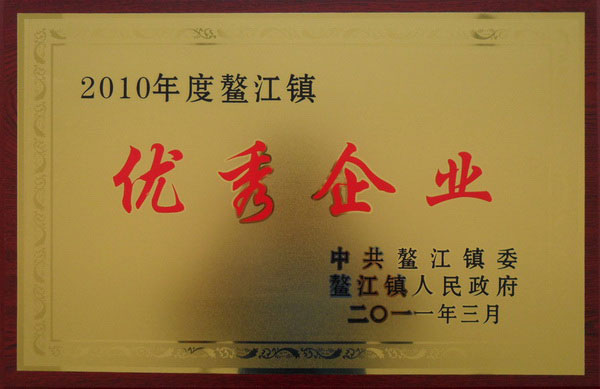 2010年度鳌江镇
优秀企业
中共鳌江镇委
鳌江镇人民政府
二〇一一年三月